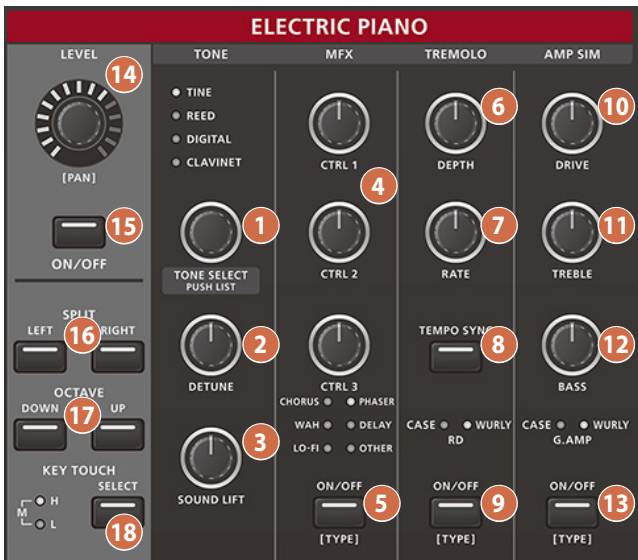 ELECTRIC PIANO
LEVEL
14
[PAN]
15
ON/OFF
SPLIT
LEFT 16 RIGHT
OCTAVE
DOWN 17 UP
KEY TOUCH
SELECT
H
M
L
18
TONE
TINE
REED
DIGITAL
CLAVINET
1
TONE SELECT
PUSH LIST
2
DETUNE
3
SOUND LIFT
MFX
CTRL 1
4
CTRL 2
CTRL 3
CHORUS PHASER
WAH DELAY
LO-FI OTHER
ON/OFF
5
[TYPE]
TREMOLO
6
DEPTH
7
RATE
TEMPO SYNC
8
CASE WURLY
RD
ON/OFF
9
[TYPE]
AMP SIM
10
DRIVE
11
TREBLE
12
BASS
CASE WURLY
G.AMP
ON/OFF
13
[TYPE]